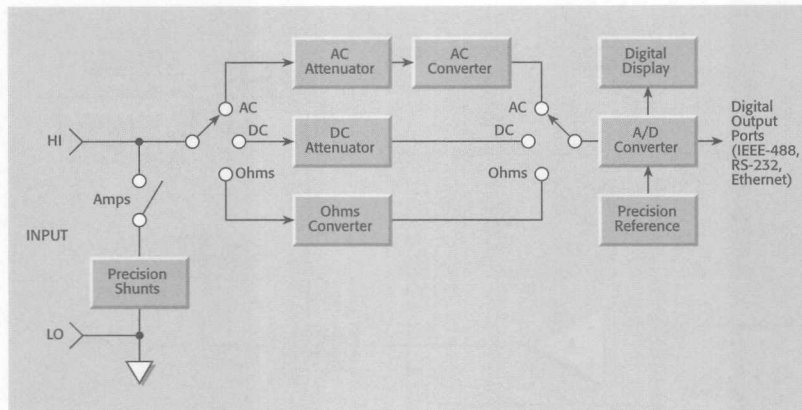 AC
Attenuator
AC
Converter
Digital
Display
AC
AC
Digital
Output
Ports
(IEEE-488,
RS-232,
Ethernet)
HI
DC
DC
Attenuator
DC
A/D
Converter
Ohms
Ohms
Amps
Ohms
Converter
Precision
Reference
INPUT
Precision
Shunts
LO